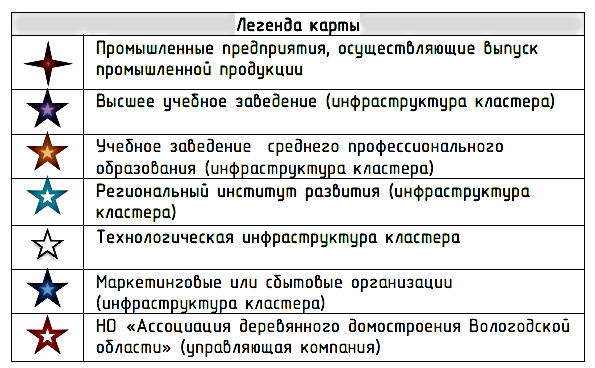 Легенда карты
Промышленные предприятия, осуществляющие выпуск
промышленной продукции
Высшее учебное заведение (инфраструктура кластера)
Учебное заведение среднего профессионального
образования (инфраструктура кластера)
Региональный институт развития (инфраструктура
кластера)
Технологическая инфраструктура кластера
Маркетинговые или сбытовые организации
(инфраструктура кластера)
НО «Ассоциация деревянного домостроения Вологодской
области» (управляющая компания)